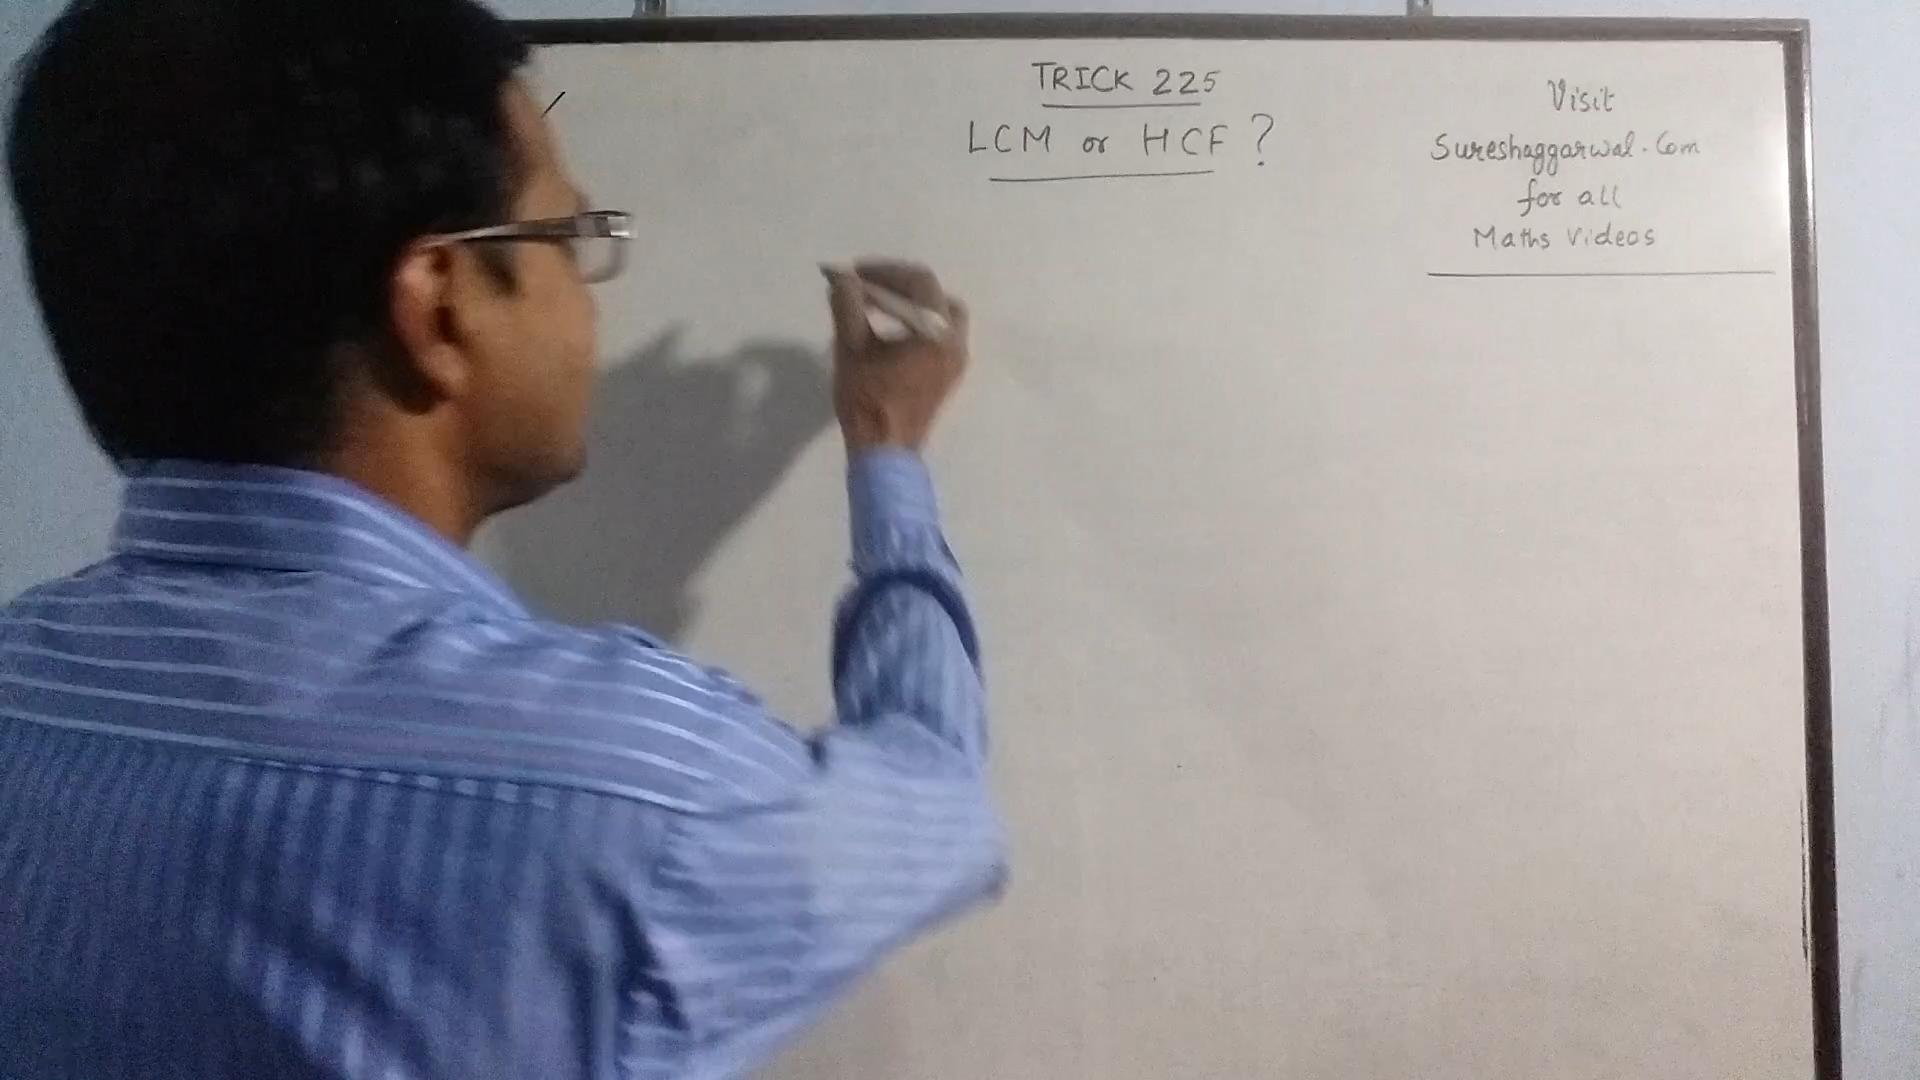 TRICK 225
LCM or HCF ?
Visit
Sureshaggarwal.Com
for all
Maths Videos